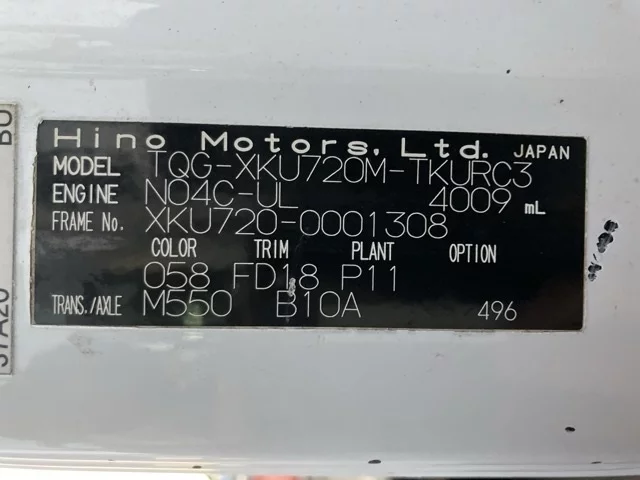 Hino Motors, Ltd. JAPAN
MODEL TQG-XKU720M-TKURC3
ENGINE N04C-UL 4009 mL
FRAME No. XKU720-0001308
COLOR TRIM PLANT OPTION
058 FD18 P11
TRANS./AXLE M550 B10A 496